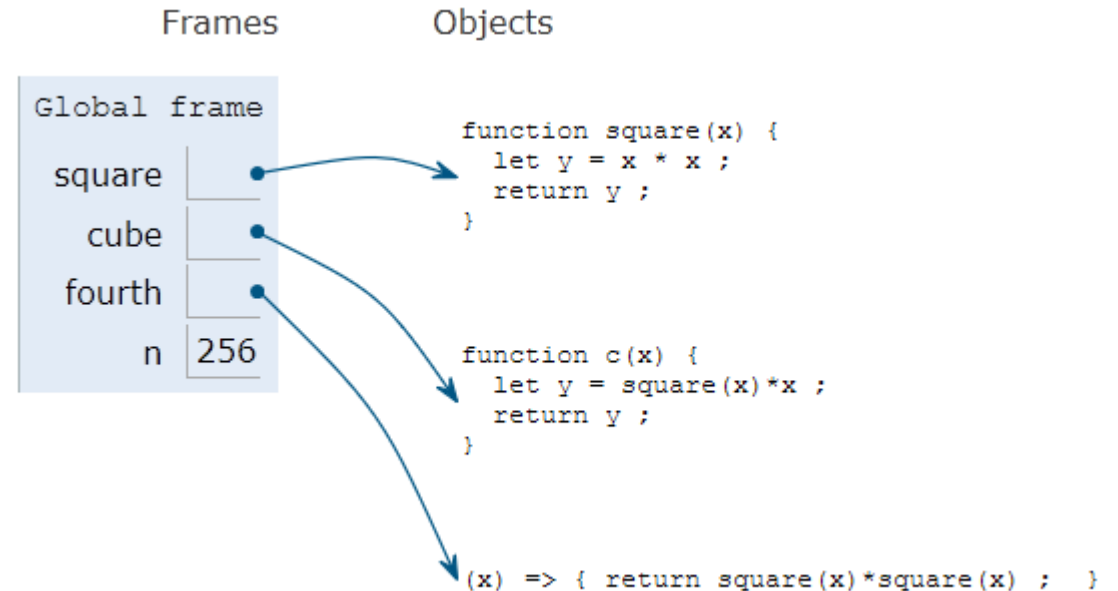 Frames
Objects
Global frame
square
cube
fourth
n 256
function square(x) {
  let y = x * x ;
  return y ;
}
function c(x) {
  let y = square(x)*x ;
  return y ;
}
(x) => { return square(x)*square(x) ;  }